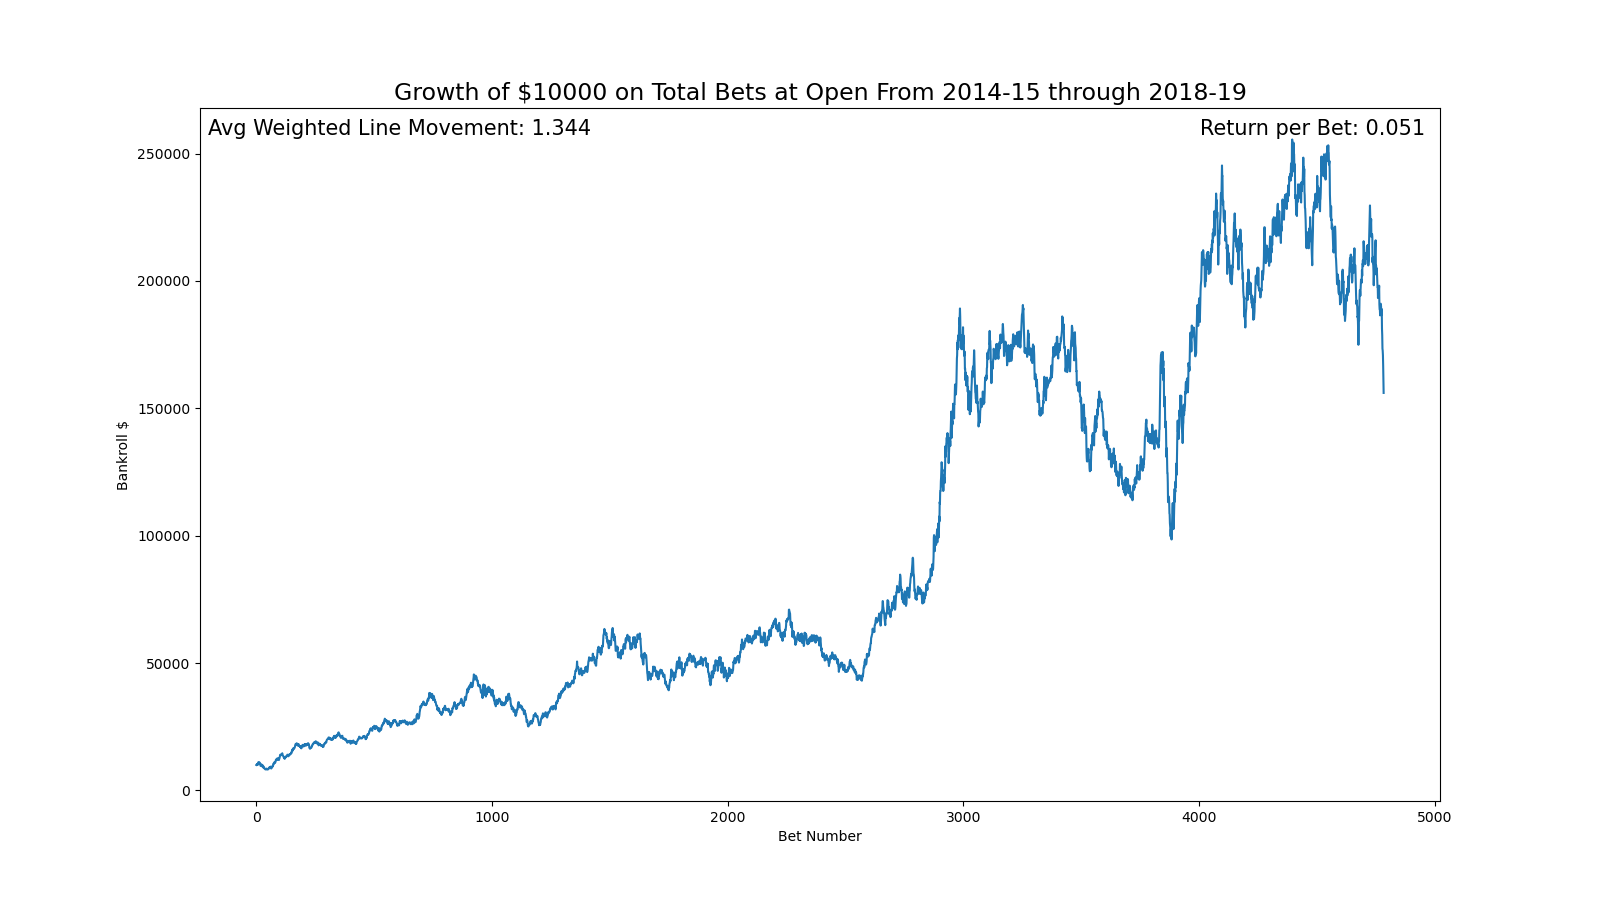 Growth of $10000 on Total Bets at Open From 2014-15 through 2018-19
Avg Weighted Line Movement: 1.344
Return per Bet: 0.051
250000
200000
150000
100000
50000
0
Bankroll $
0 1000 2000 3000 4000 5000
Bet Number